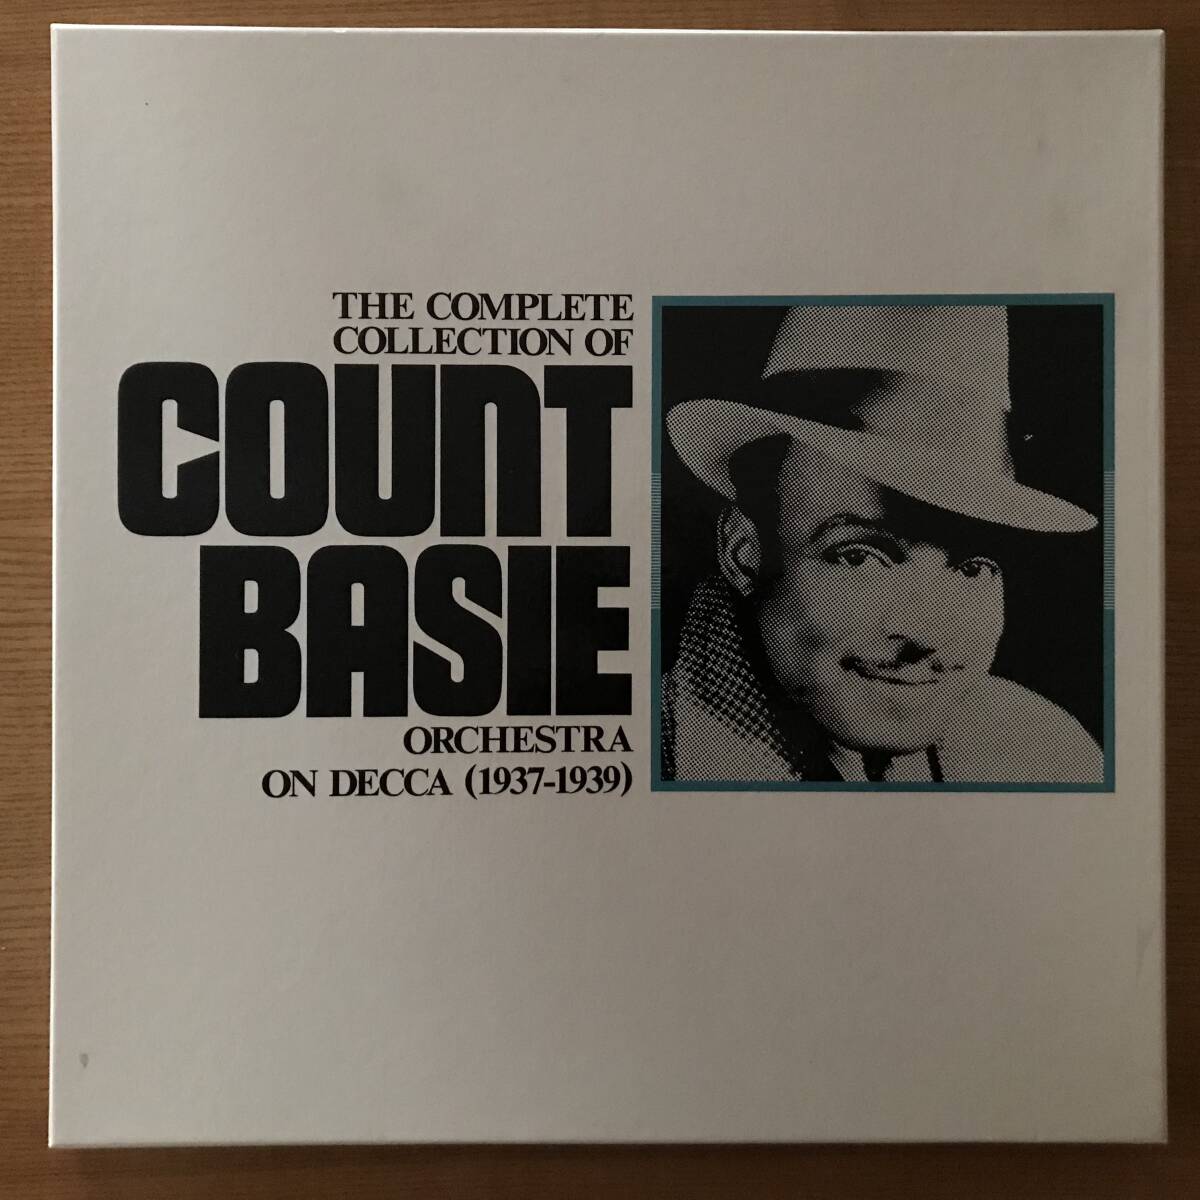 THE COMPLETE
COLLECTION OF
COUNT
BASIE
ORCHESTRA
ON DECCA (1937-1939)